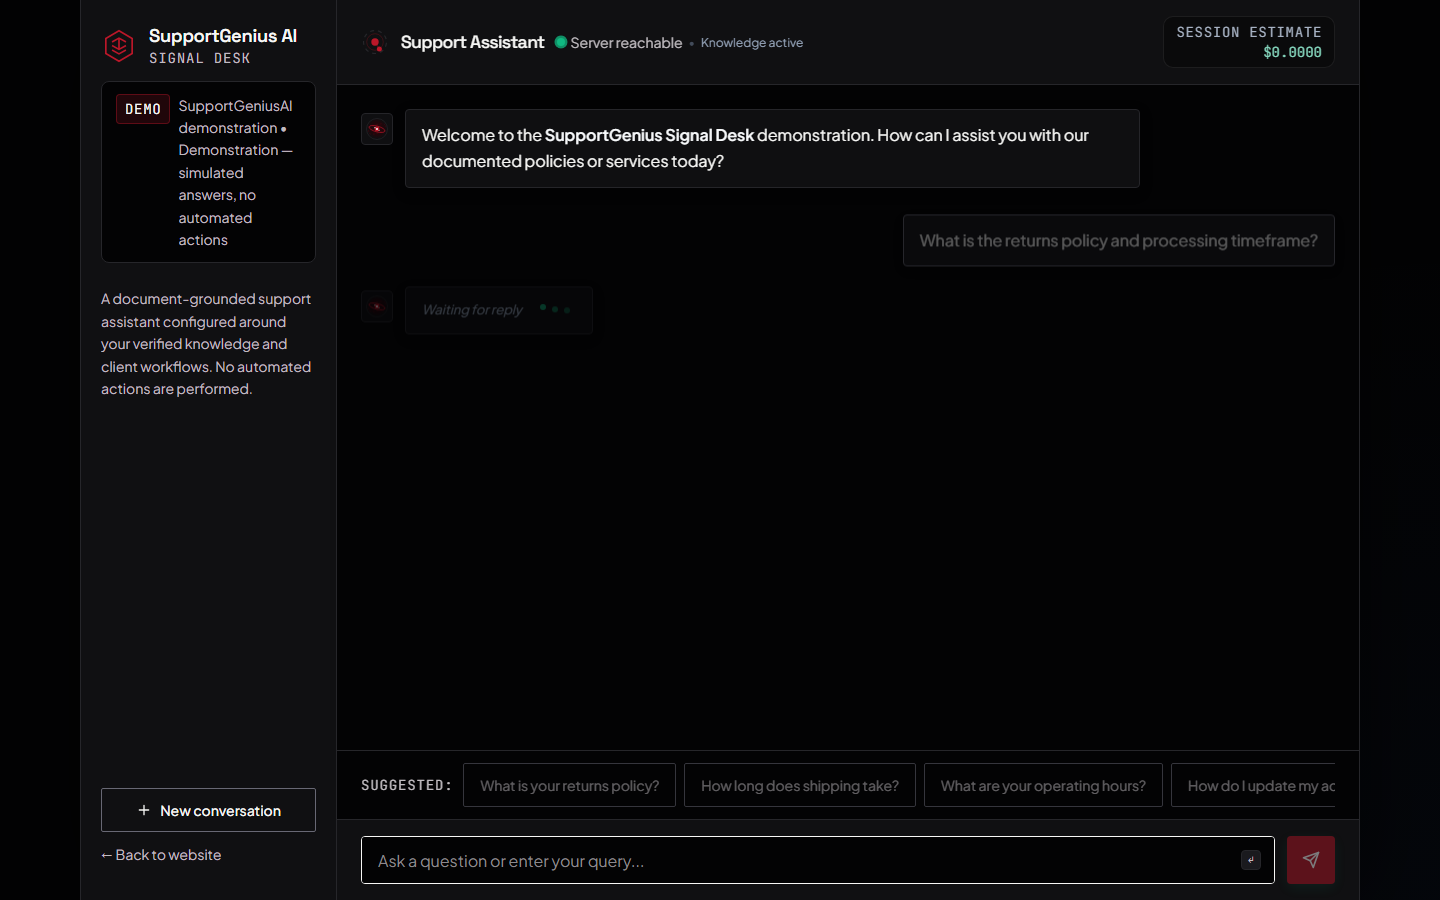 SupportGenius AI
SIGNAL DESK
DEMO
SupportGeniusAI
demonstration •
Demonstration —
simulated
answers, no
automated
actions
A document-grounded support
assistant configured around
your verified knowledge and
client workflows. No automated
actions are performed.
+ New conversation
← Back to website
Support Assistant
Server reachable • Knowledge active
SESSION ESTIMATE
$0.0000
Welcome to the SupportGenius Signal Desk demonstration. How can I assist you with our
documented policies or services today?
What is the returns policy and processing timeframe?
Waiting for reply
SUGGESTED:
What is your returns policy?
How long does shipping take?
What are your operating hours?
How do I update my ac
Ask a question or enter your query...
↵